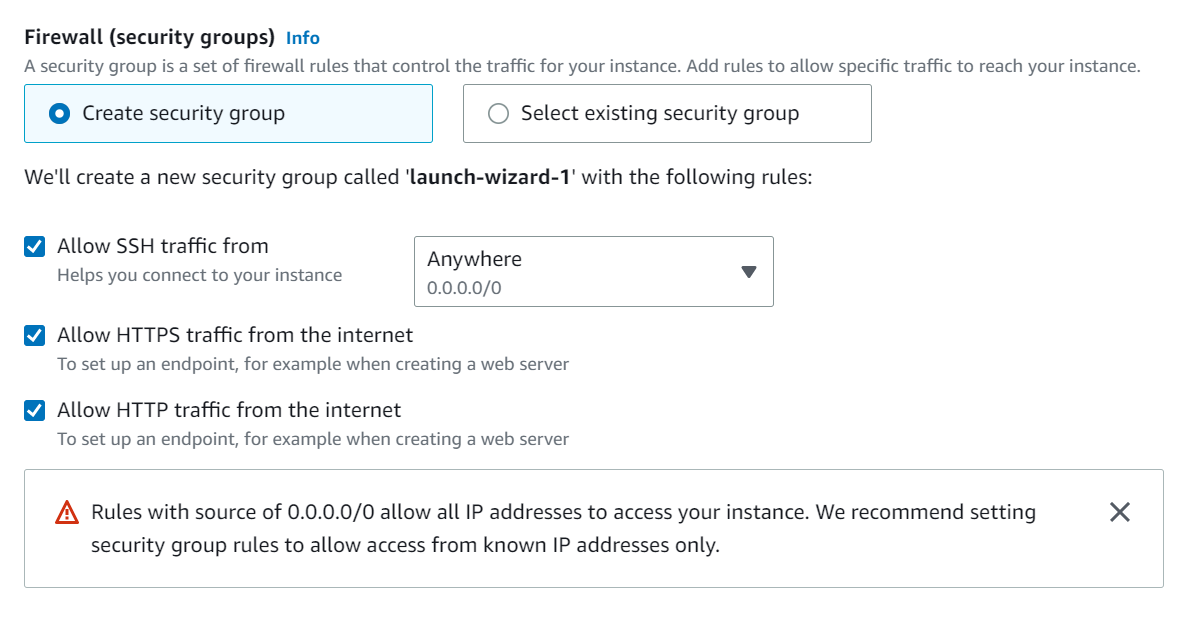 Firewall (security groups) Info
A security group is a set of firewall rules that control the traffic for your instance. Add rules to allow specific traffic to reach your instance.
Create security group
Select existing security group
We'll create a new security group called 'launch-wizard-1' with the following rules:
Allow SSH traffic from
Helps you connect to your instance
Anywhere
0.0.0.0/0
Allow HTTPS traffic from the internet
To set up an endpoint, for example when creating a web server
Allow HTTP traffic from the internet
To set up an endpoint, for example when creating a web server
Rules with source of 0.0.0.0/0 allow all IP addresses to access your instance. We recommend setting
security group rules to allow access from known IP addresses only.